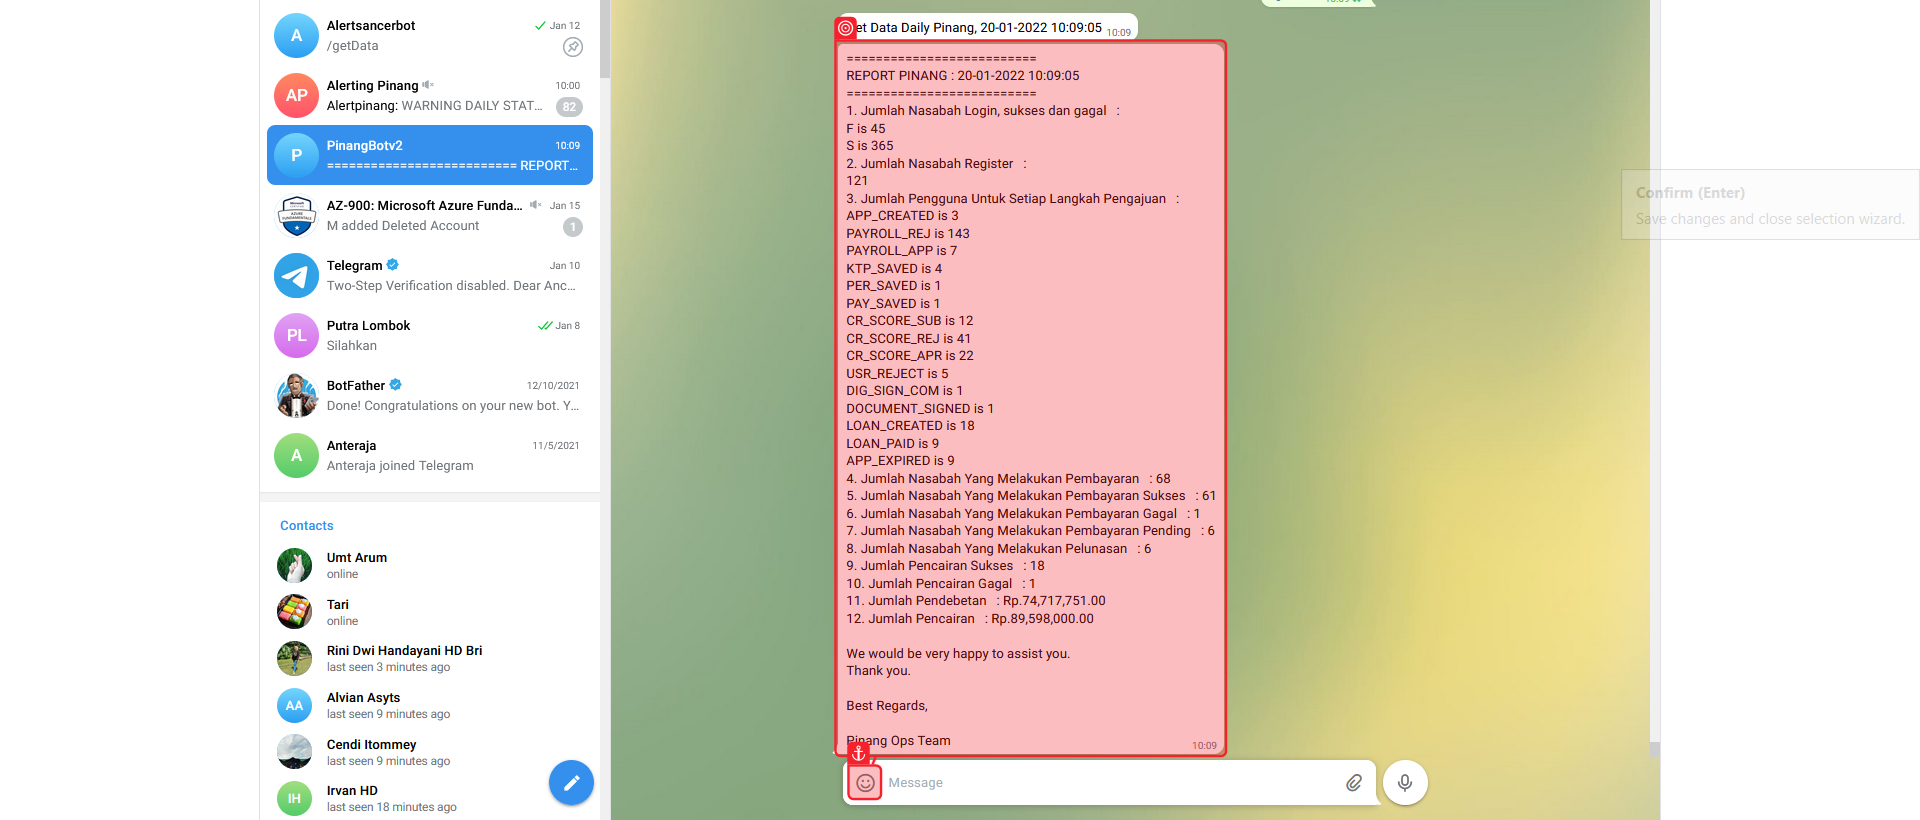 A
Alertsancerbot
Jan 12
/getData
AP
Alerting Pinang
10:00
Alertpinang: WARNING DAILY STAT...
82
P
PinangBotv2
10:09
========================== REPORT...
AZ-900: Microsoft Azure Funda...
Jan 15
M added Deleted Account
1
Telegram
Jan 10
Two-Step Verification disabled. Dear Anc...
PL
Putra Lombok
Jan 8
Silahkan
BotFather
12/10/2021
Done! Congratulations on your new bot. Y...
A
Anteraja
11/5/2021
Anteraja joined Telegram
Contacts
Umt Arum
online
Tari
online
Rini Dwi Handayani HD Bri
last seen 3 minutes ago
AA
Alvian Asyts
last seen 9 minutes ago
Cendi Itommey
last seen 9 minutes ago
IH
Irvan HD
last seen 18 minutes ago
et Data Daily Pinang, 20-01-2022 10:09:05
10:09
==========================
REPORT PINANG : 20-01-2022 10:09:05
==========================
1. Jumlah Nasabah Login, sukses dan gagal :
F is 45
S is 365
2. Jumlah Nasabah Register :
121
3. Jumlah Pengguna Untuk Setiap Langkah Pengajuan :
APP_CREATED is 3
PAYROLL_REJ is 143
PAYROLL_APP is 7
KTP_SAVED is 4
PER_SAVED is 1
PAY_SAVED is 1
CR_SCORE_SUB is 12
CR_SCORE_REJ is 41
CR_SCORE_APR is 22
USR_REJECT is 5
DIG_SIGN_COM is 1
DOCUMENT_SIGNED is 1
LOAN_CREATED is 18
LOAN_PAID is 9
APP_EXPIRED is 9
4. Jumlah Nasabah Yang Melakukan Pembayaran : 68
5. Jumlah Nasabah Yang Melakukan Pembayaran Sukses : 61
6. Jumlah Nasabah Yang Melakukan Pembayaran Gagal : 1
7. Jumlah Nasabah Yang Melakukan Pembayaran Pending : 6
8. Jumlah Nasabah Yang Melakukan Pelunasan : 6
9. Jumlah Pencairan Sukses : 18
10. Jumlah Pencairan Gagal : 1
11. Jumlah Pendebetan : Rp.74,717,751.00
12. Jumlah Pencairan : Rp.89,598,000.00
We would be very happy to assist you.
Thank you.
Best Regards,
Pinang Ops Team
10:09
Message
Confirm (Enter)
Save changes and close selection wizard.